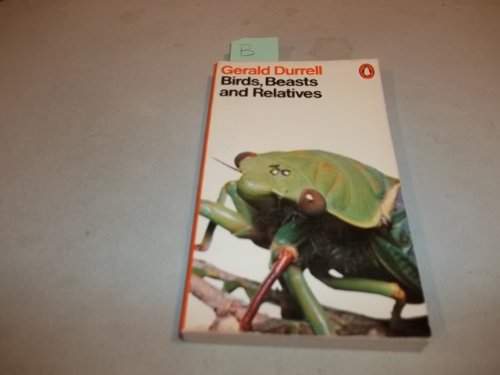 B
Gerald Durrell
Birds, Beasts
and Relatives